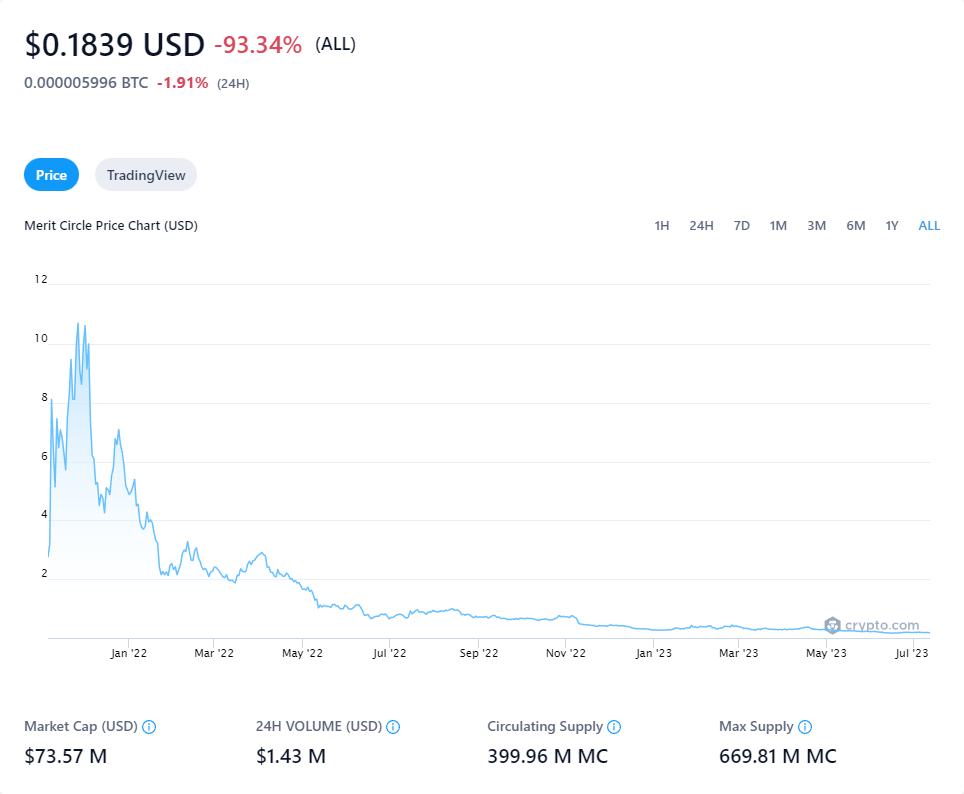 $0.1839 USD -93.34% (ALL)
0.000005996 BTC -1.91% (24H)
Price TradingView
Merit Circle Price Chart (USD) 1H 24H 7D 1M 3M 6M 1Y ALL
12
10
8
6
4
2
crypto.com
Jan '22 Mar '22 May '22 Jul '22 Sep '22 Nov '22 Jan '23 Mar '23 May '23 Jul '23
Market Cap (USD) 24H VOLUME (USD) Circulating Supply Max Supply
$73.57 M $1.43 M 399.96 M MC 669.81 M MC